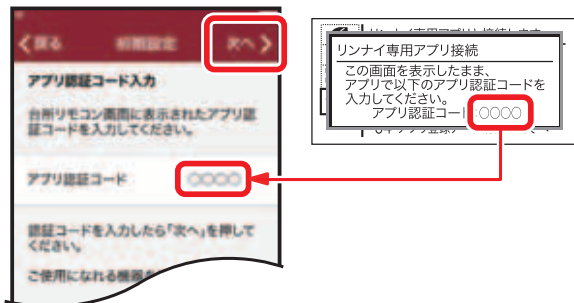 戻る 初期設定 次へ
アプリ認証コード入力
台所リモコン画面に表示されたアプリ認
証コードを入力してください。
アプリ認証コード ○○○○
認証コードを入力したら「次へ」を押して
ください。
ご使用になれる機器
リンナイ専用アプリ接続
この画面を表示したまま、
アプリで以下のアプリ認証コードを
入力してください。
アプリ認証コード ○○○○